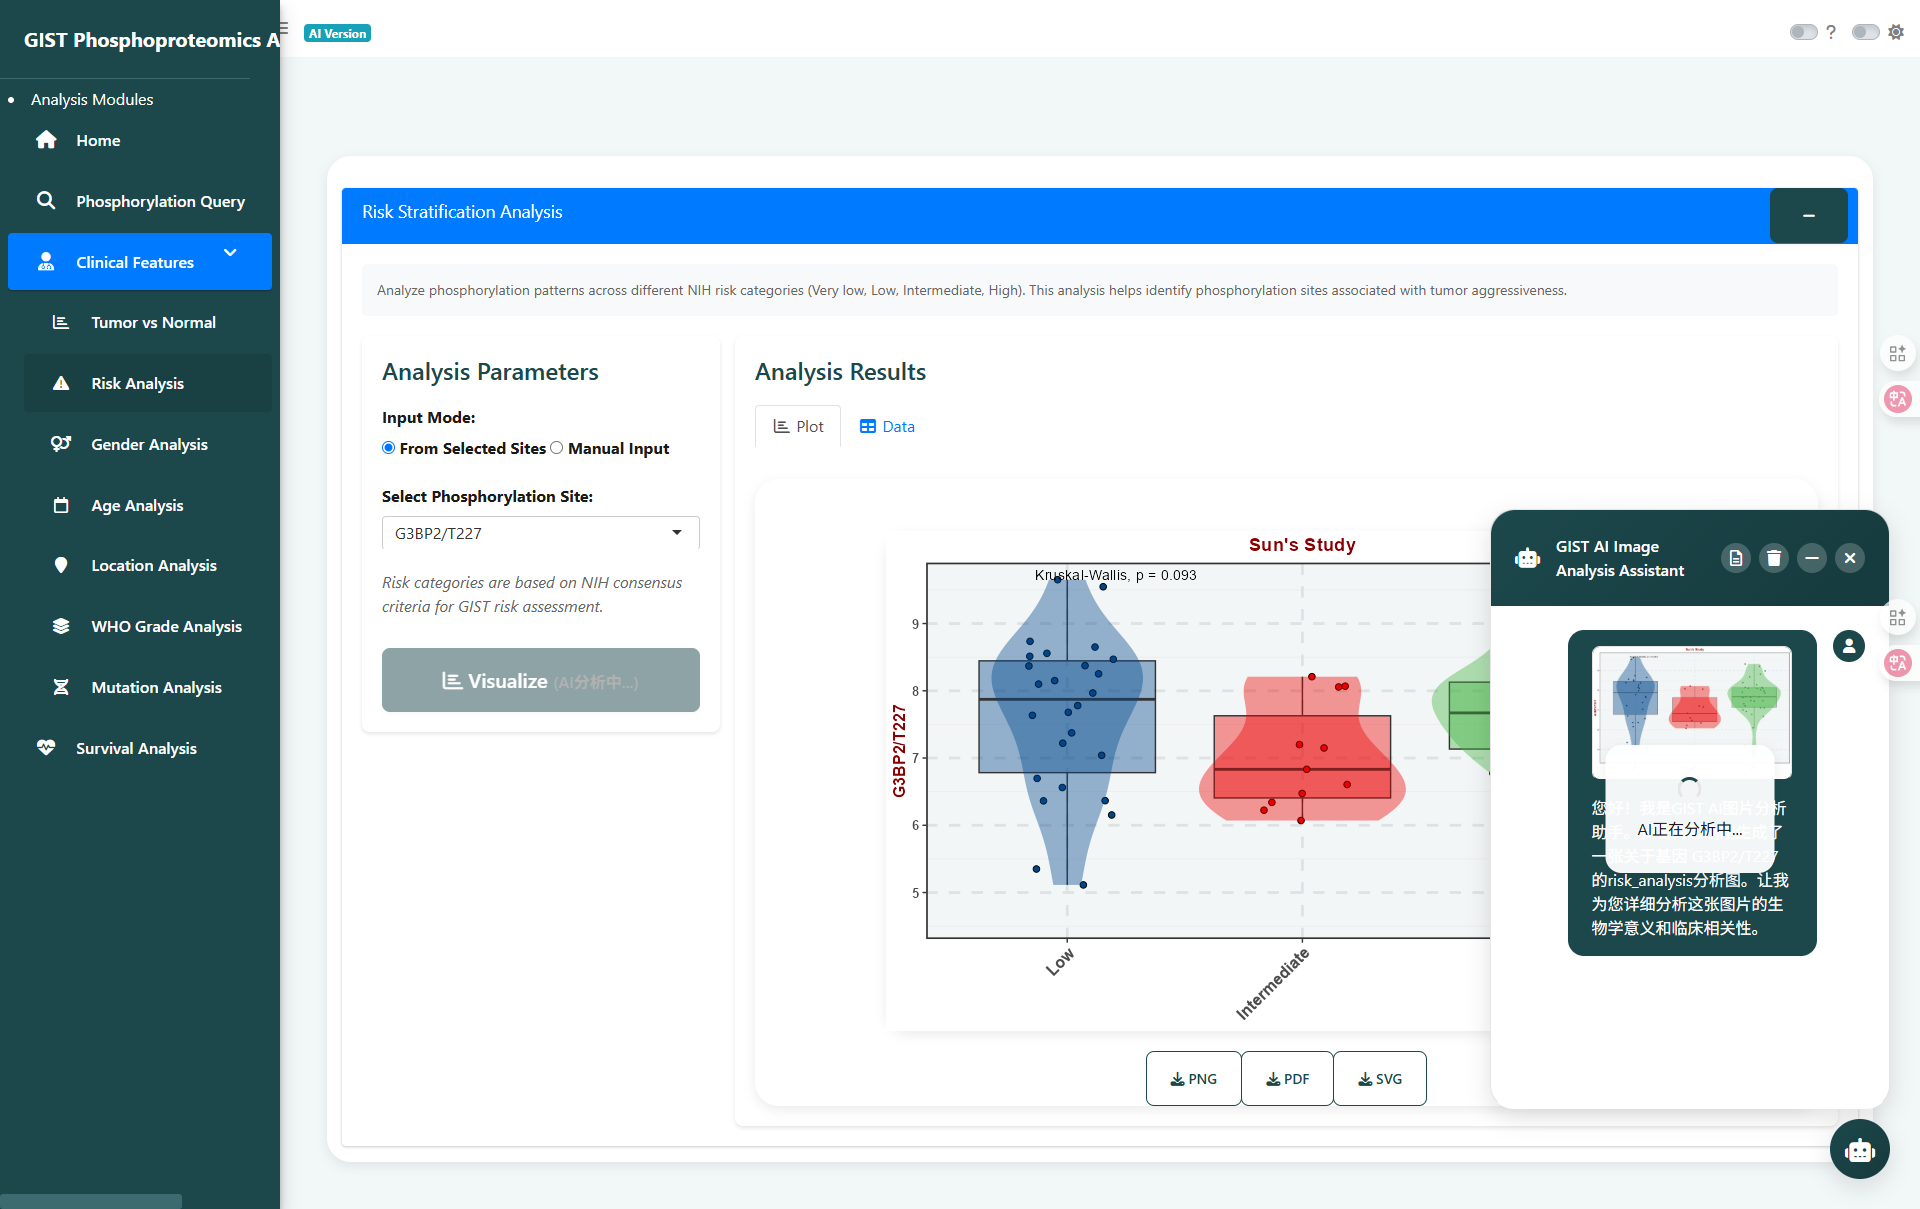 GIST Phosphoproteomics A
AI Version
?
Analysis Modules
Home
Phosphorylation Query
Clinical Features
Tumor vs Normal
Risk Analysis
Gender Analysis
Age Analysis
Location Analysis
WHO Grade Analysis
Mutation Analysis
Survival Analysis
Risk Stratification Analysis
Analyze phosphorylation patterns across different NIH risk categories (Very low, Low, Intermediate, High). This analysis helps identify phosphorylation sites associated with tumor aggressiveness.
Analysis Parameters
Input Mode:
From Selected Sites
Manual Input
Select Phosphorylation Site:
G3BP2/T227
Risk categories are based on NIH consensus
criteria for GIST risk assessment.
Visualize (AI分析中...)
Analysis Results
Plot
Data
Sun's Study
Kruskal-Wallis, p = 0.093
G3BP2/T227
9
8
7
6
5
Low
Intermediate
PNG
PDF
SVG
GIST AI Image
Analysis Assistant
Sun's Study
AI正在分析中...
您好！我是GIST AI图片分析
助手。
生成了
一张关于基因 G3BP2/T227
的risk_analysis分析图。让我
为您详细分析这张图片的生
物学意义和临床相关性。